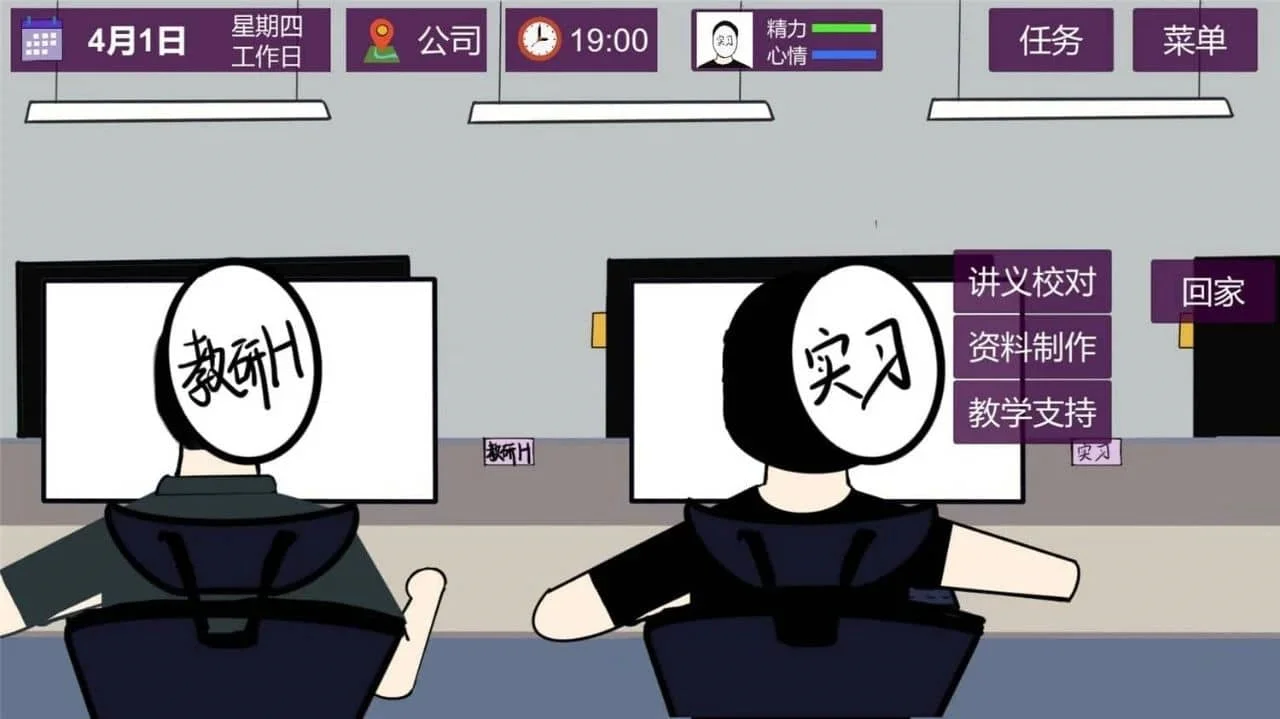 4月1日
星期四
工作日
公司
19:00
实习
精力
心情
任务
菜单
讲义校对
资料制作
教学支持
回家
教研H
实习
教研H
实习